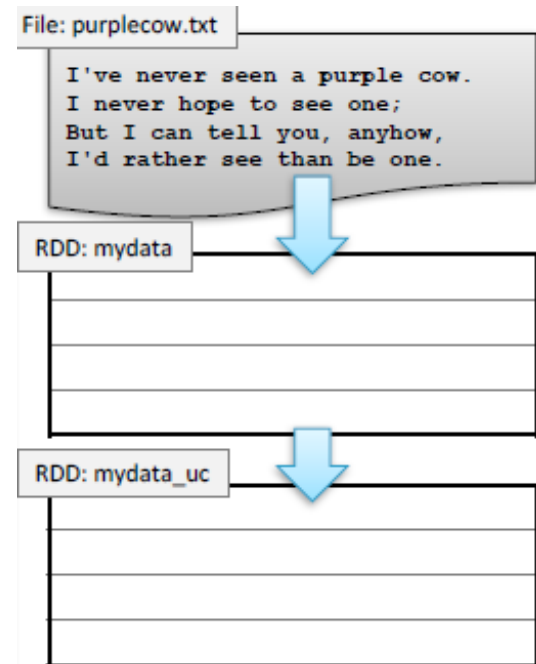 File: purplecow.txt
I've never seen a purple cow.
I never hope to see one;
But I can tell you, anyhow,
I'd rather see than be one.
RDD: mydata
RDD: mydata_uc